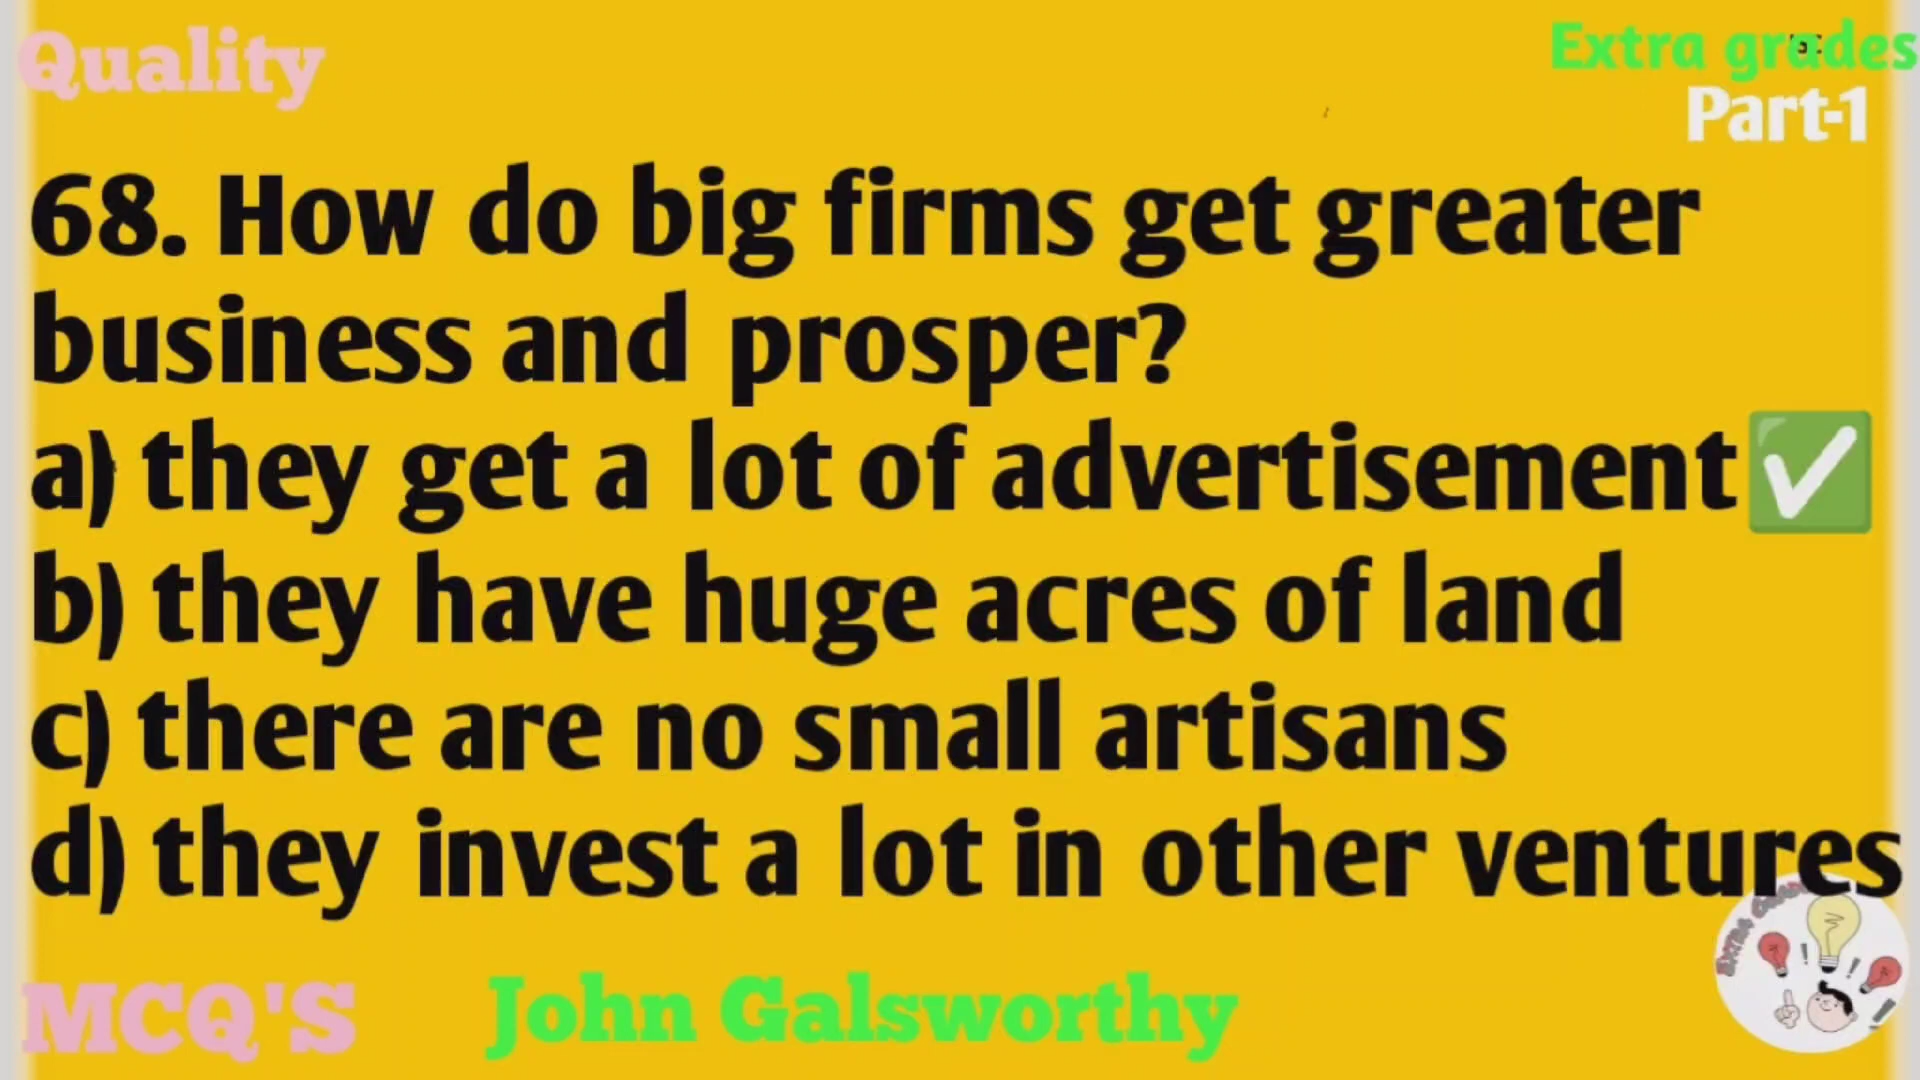 Quality
Extra grades
Part-1
68. How do big firms get greater
business and prosper?
a) they get a lot of advertisement
b) they have huge acres of land
c) there are no small artisans
d) they invest a lot in other ventures
MCQ'S
John Galsworthy